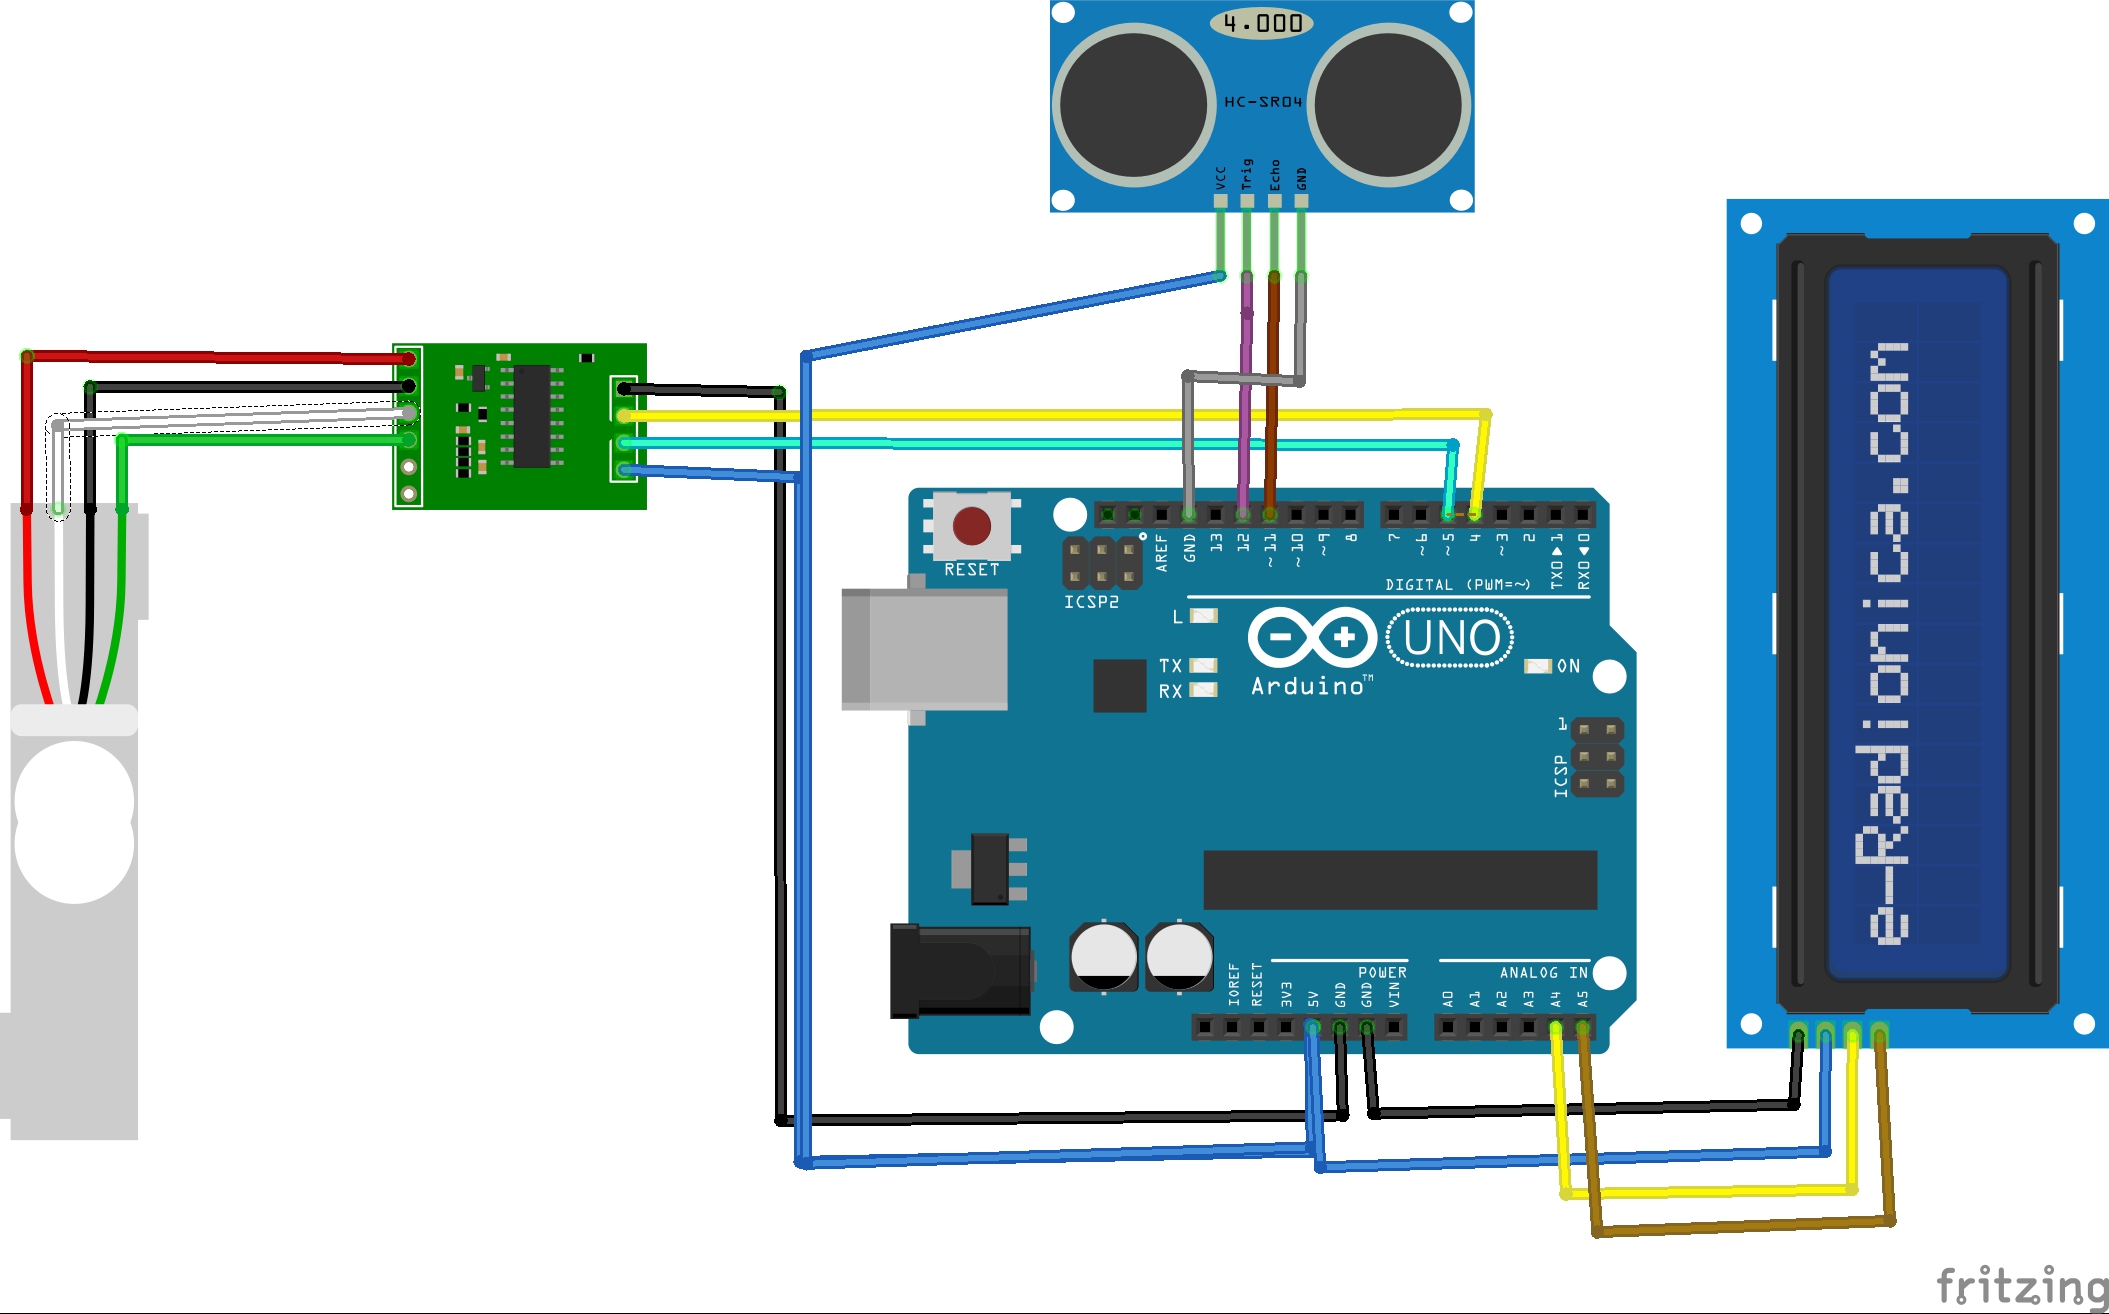 4.000
HC-SR04
VCC
Trig
Echo
GND
RESET
ICSP2
AREF
GND
13
12
~11
~10
~9
8
7
~6
~5
4
~3
2
TX0▶1
RX0◀0
DIGITAL (PWM=~)
L
TX
RX
UNO
Arduino™
ON
1
ICSP
e-Radionica.com
IOREF
RESET
3V3
5V
GND
GND
VIN
POWER
ANALOG IN
A0
A1
A2
A3
A4
A5
fritzing